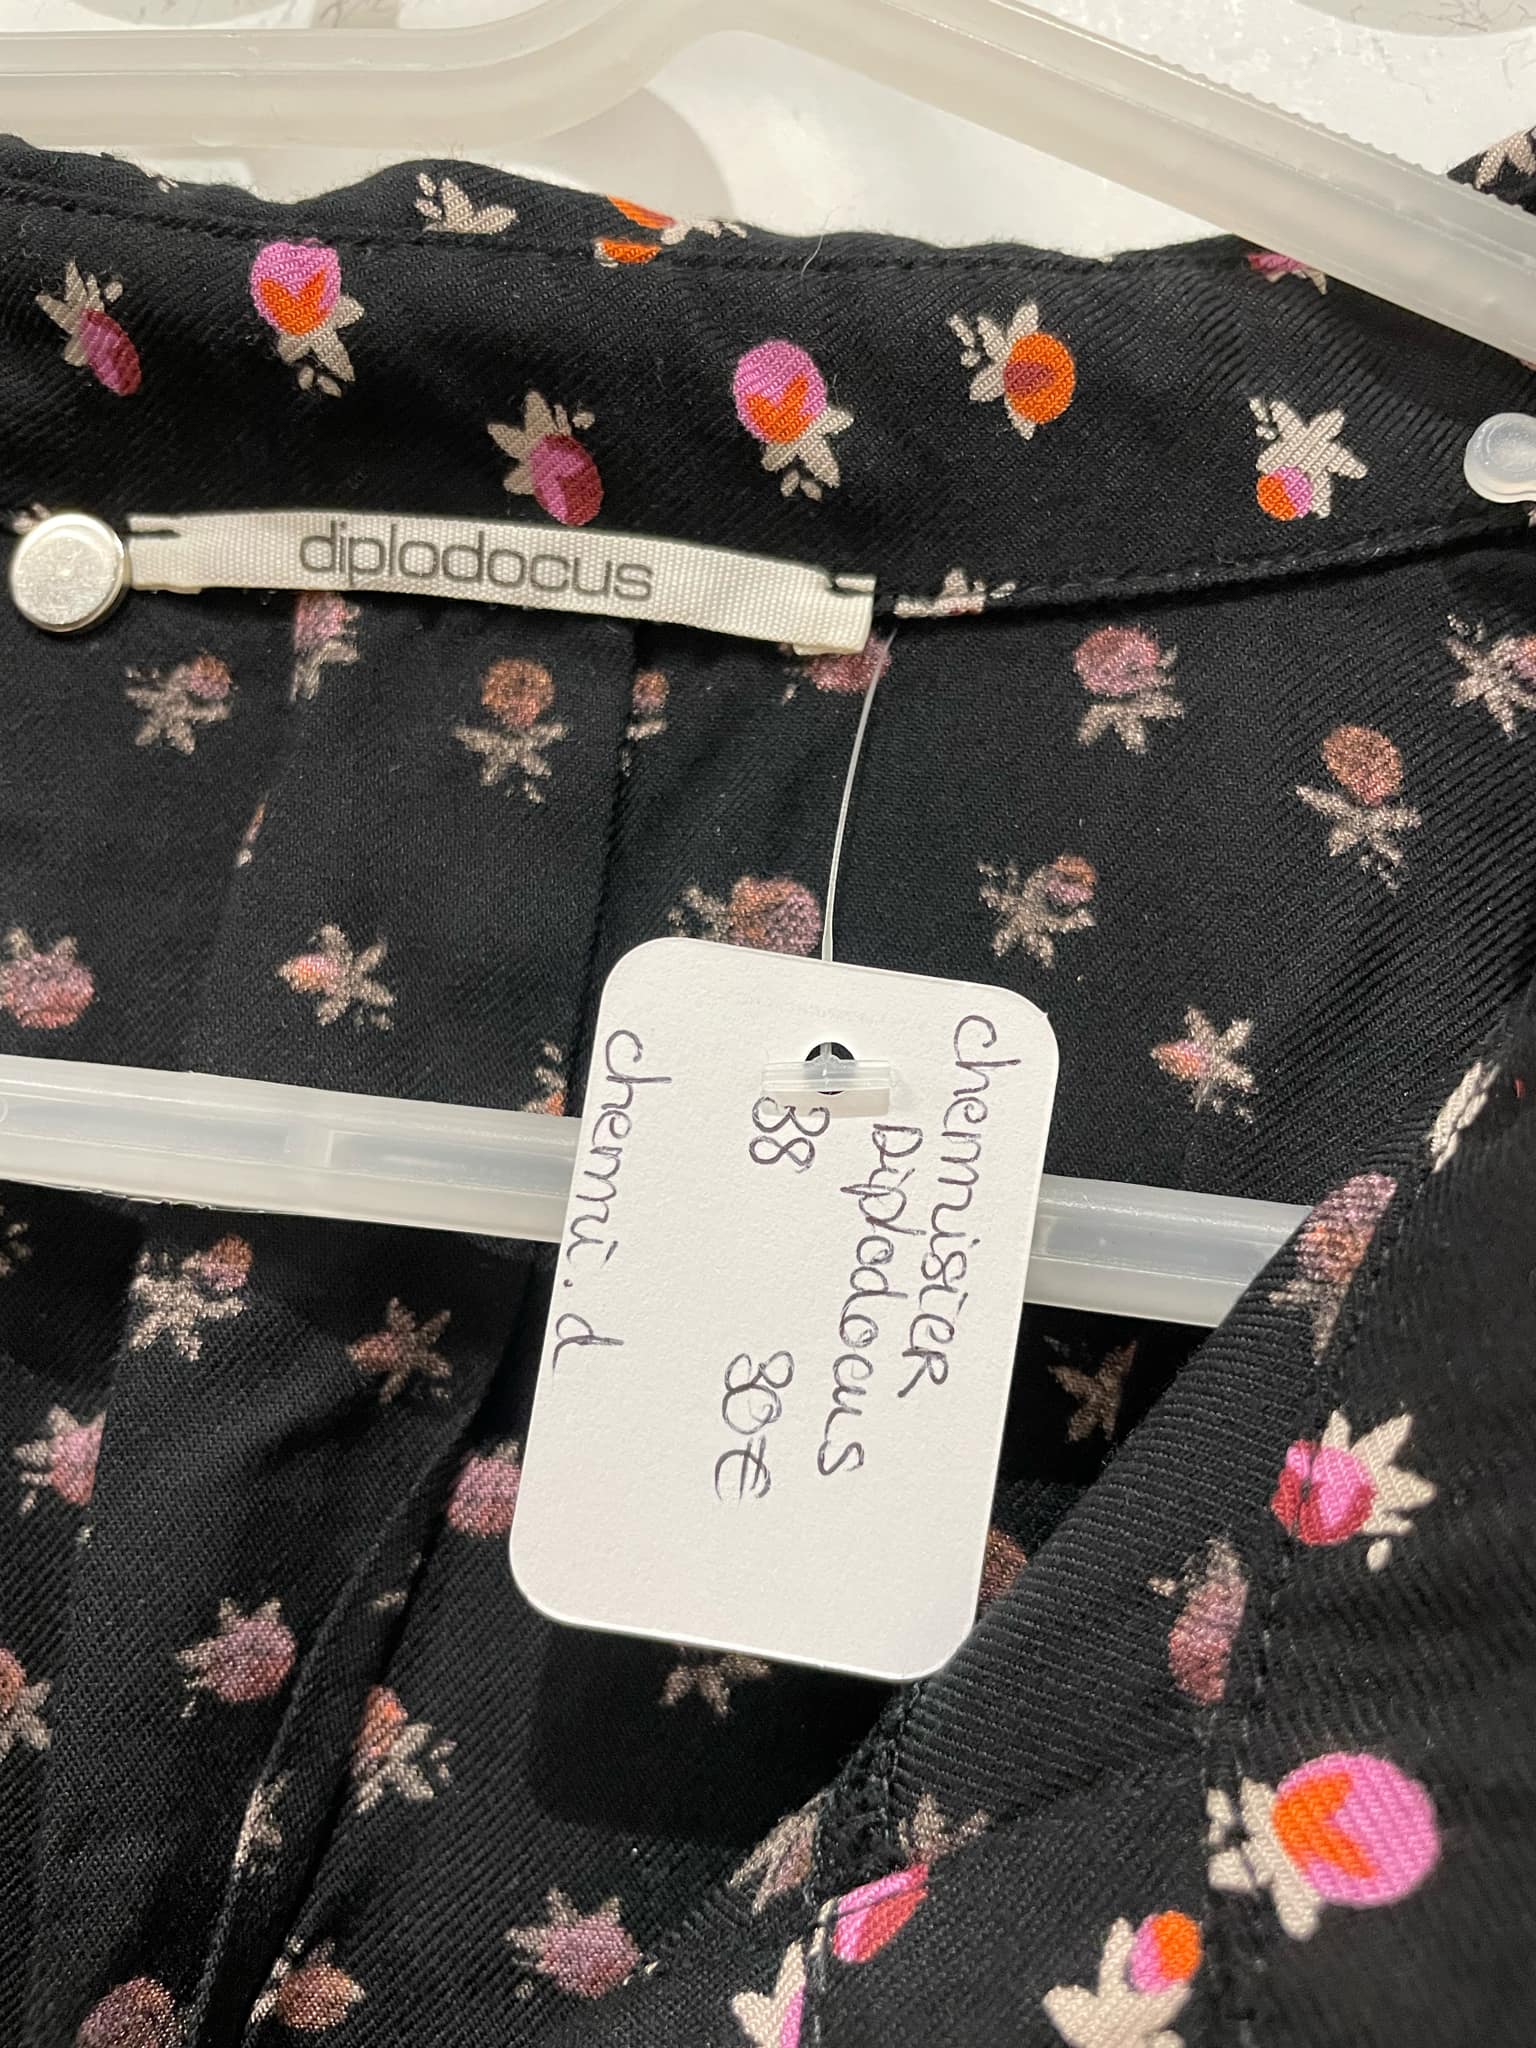 diplodocus
chemisier
Diplodocus
38 80€
chemi.d